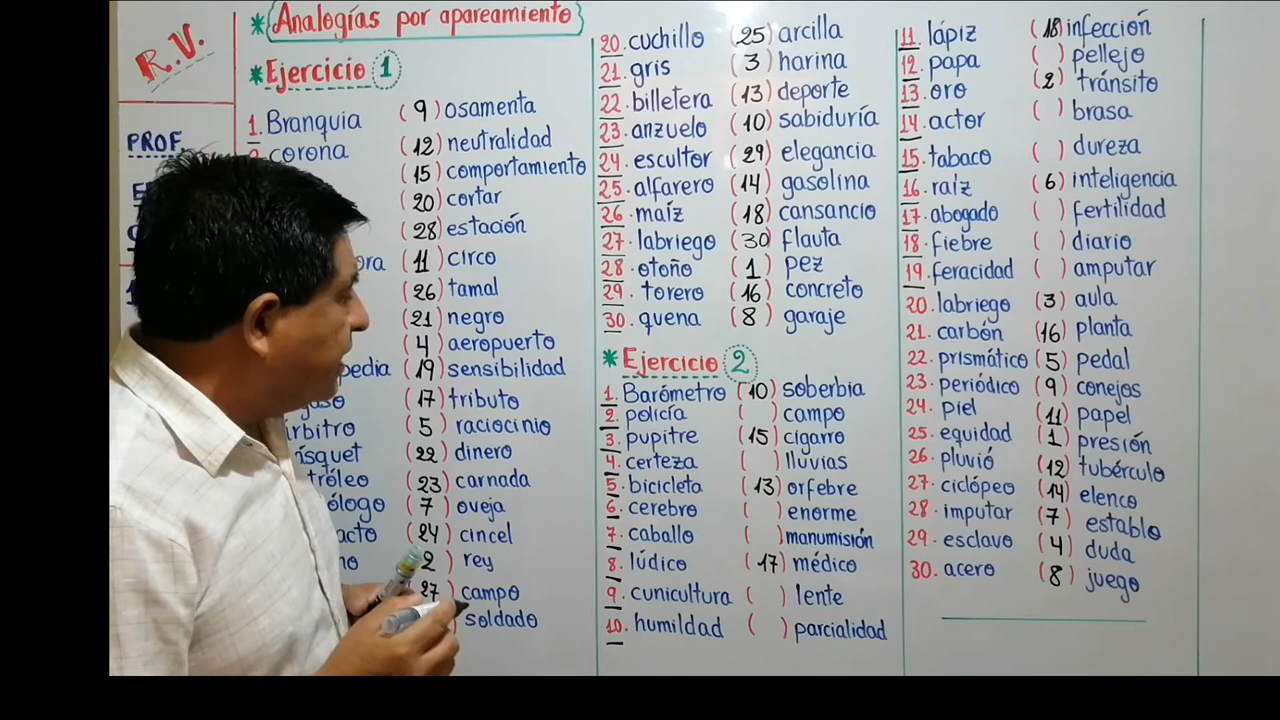 R.V.
PROF.
*Analogías por apareamiento
*Ejercicio 1
1. Branquia (9) osamenta
corona (12) neutralidad
(15) comportamiento
(20) cortar
(28) estación
ora (11) circo
(26) tamal
(21) negro
(4) aeropuerto
pedia (19) sensibilidad
(17) tributo
árbitro (5) raciocinio
(22) dinero
(23) carnada
ólogo (7) oveja
acto (24) cincel
2) rey
27) campo
) soldado
20. cuchillo (25) arcilla
21. gris (3) harina
22. billetera (13) deporte
23. anzuelo (10) sabiduría
24. escultor (29) elegancia
25. alfarero (14) gasolina
26. maíz (18) cansancio
27. labriego (30) flauta
28. otoño (1) pez
29. torero (16) concreto
30. quena (8) garaje
*Ejercicio 2
1. Barómetro (10) soberbia
2. policía ( ) campo
3. pupitre (15) cigarro
4. certeza ( ) lluvias
5. bicicleta (13) orfebre
6. cerebro ( ) enorme
7. caballo ( ) manumisión
8. lúdico (17) médico
9. cunicultura ( ) lente
10. humildad ( ) parcialidad
11. lápiz (18) infección
12. papa ( ) pellejo
13. oro (2) tránsito
14. actor ( ) brasa
15. tabaco ( ) dureza
16. raíz (6) inteligencia
17. abogado ( ) fertilidad
18. fiebre ( ) diario
19. feracidad ( ) amputar
20. labriego (3) aula
21. carbón (16) planta
22. prismático (5) pedal
23. periódico (9) conejos
24. piel (11) papel
25. equidad (1) presión
26. pluvió (12) tubérculo
27. ciclópeo (14) elenco
28. imputar (7) establo
29. esclavo (4) duda
30. acero (8) juego